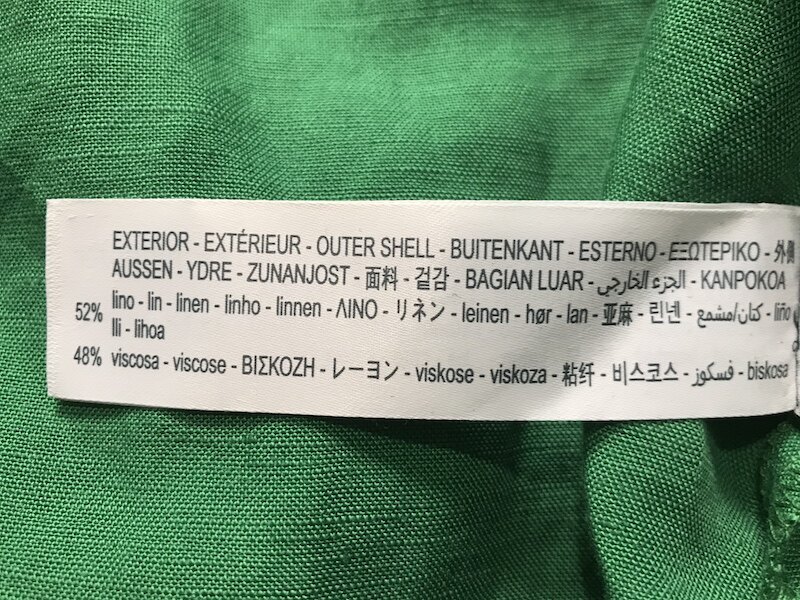 EXTERIOR - EXTÉRIEUR - OUTER SHELL - BUITENKANT - ESTERNO - ΕΞΩΤΕΡΙΚΟ - 外側
AUSSEN - YDRE - ZUNANJOST - 面料 - 겉감 - BAGIAN LUAR - الجزء الخارجي - KANPOKOA
52% lino - lin - linen - linho - linnen - ΛΙΝΟ - リネン - leinen - hør - lan - 亚麻 - 린넨 - كتان/مشمع - liño
lli - lihoa
48% viscosa - viscose - ΒΙΣΚΟΖΗ - レーヨン - viskose - viskoza - 粘纤 - 비스코스 - فسكوز - biskosa